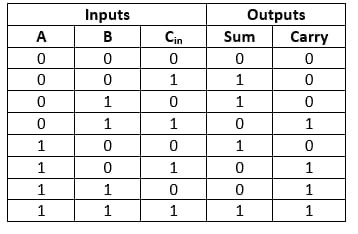 Inputs Outputs
A B Cin Sum Carry
0 0 0 0 0
0 0 1 1 0
0 1 0 1 0
0 1 1 0 1
1 0 0 1 0
1 0 1 0 1
1 1 0 0 1
1 1 1 1 1